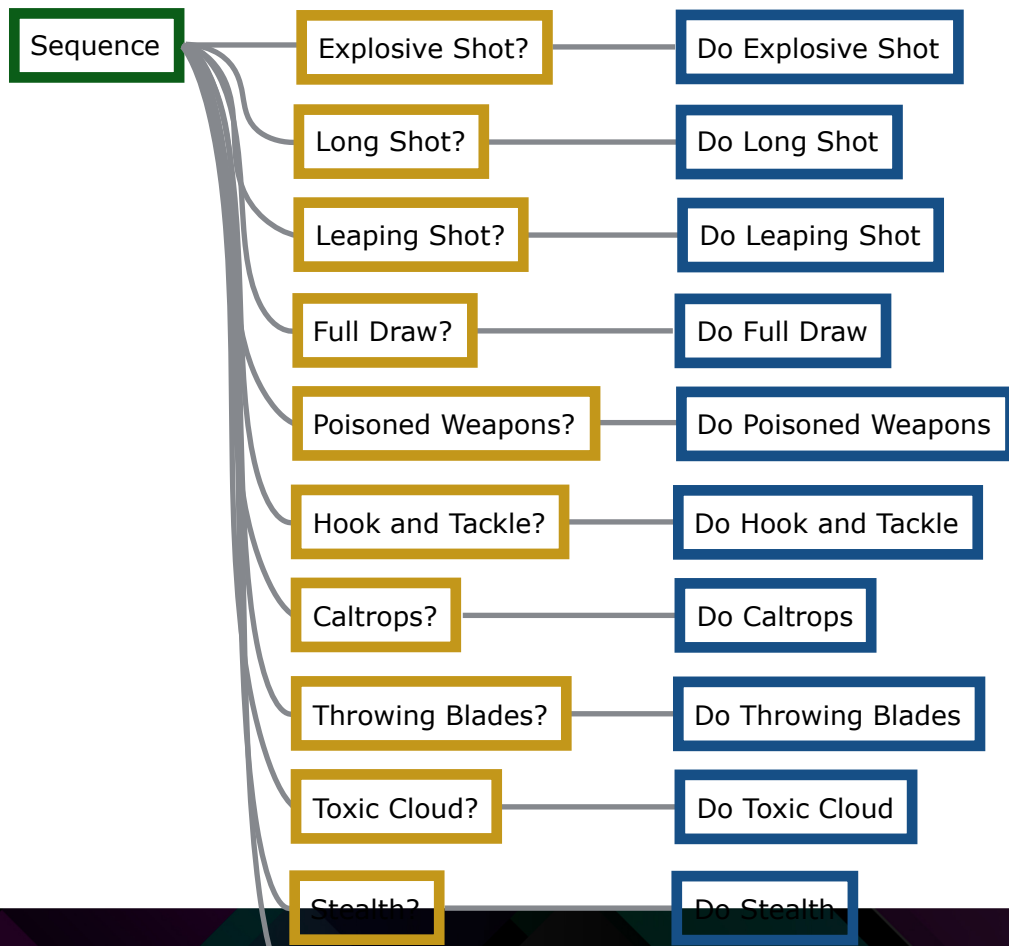 Sequence
Explosive Shot?
Do Explosive Shot
Long Shot?
Do Long Shot
Leaping Shot?
Do Leaping Shot
Full Draw?
Do Full Draw
Poisoned Weapons?
Do Poisoned Weapons
Hook and Tackle?
Do Hook and Tackle
Caltrops?
Do Caltrops
Throwing Blades?
Do Throwing Blades
Toxic Cloud?
Do Toxic Cloud
Stealth?
Do Stealth